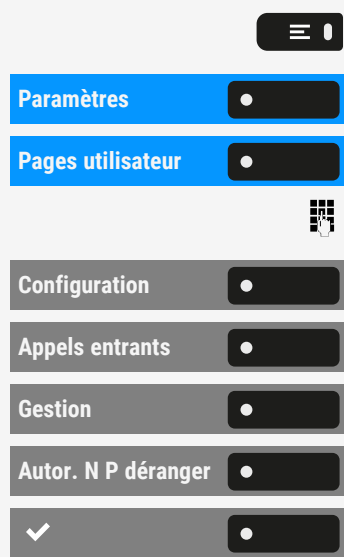 Paramètres
Pages utilisateur
Configuration
Appels entrants
Gestion
Autor. N P déranger